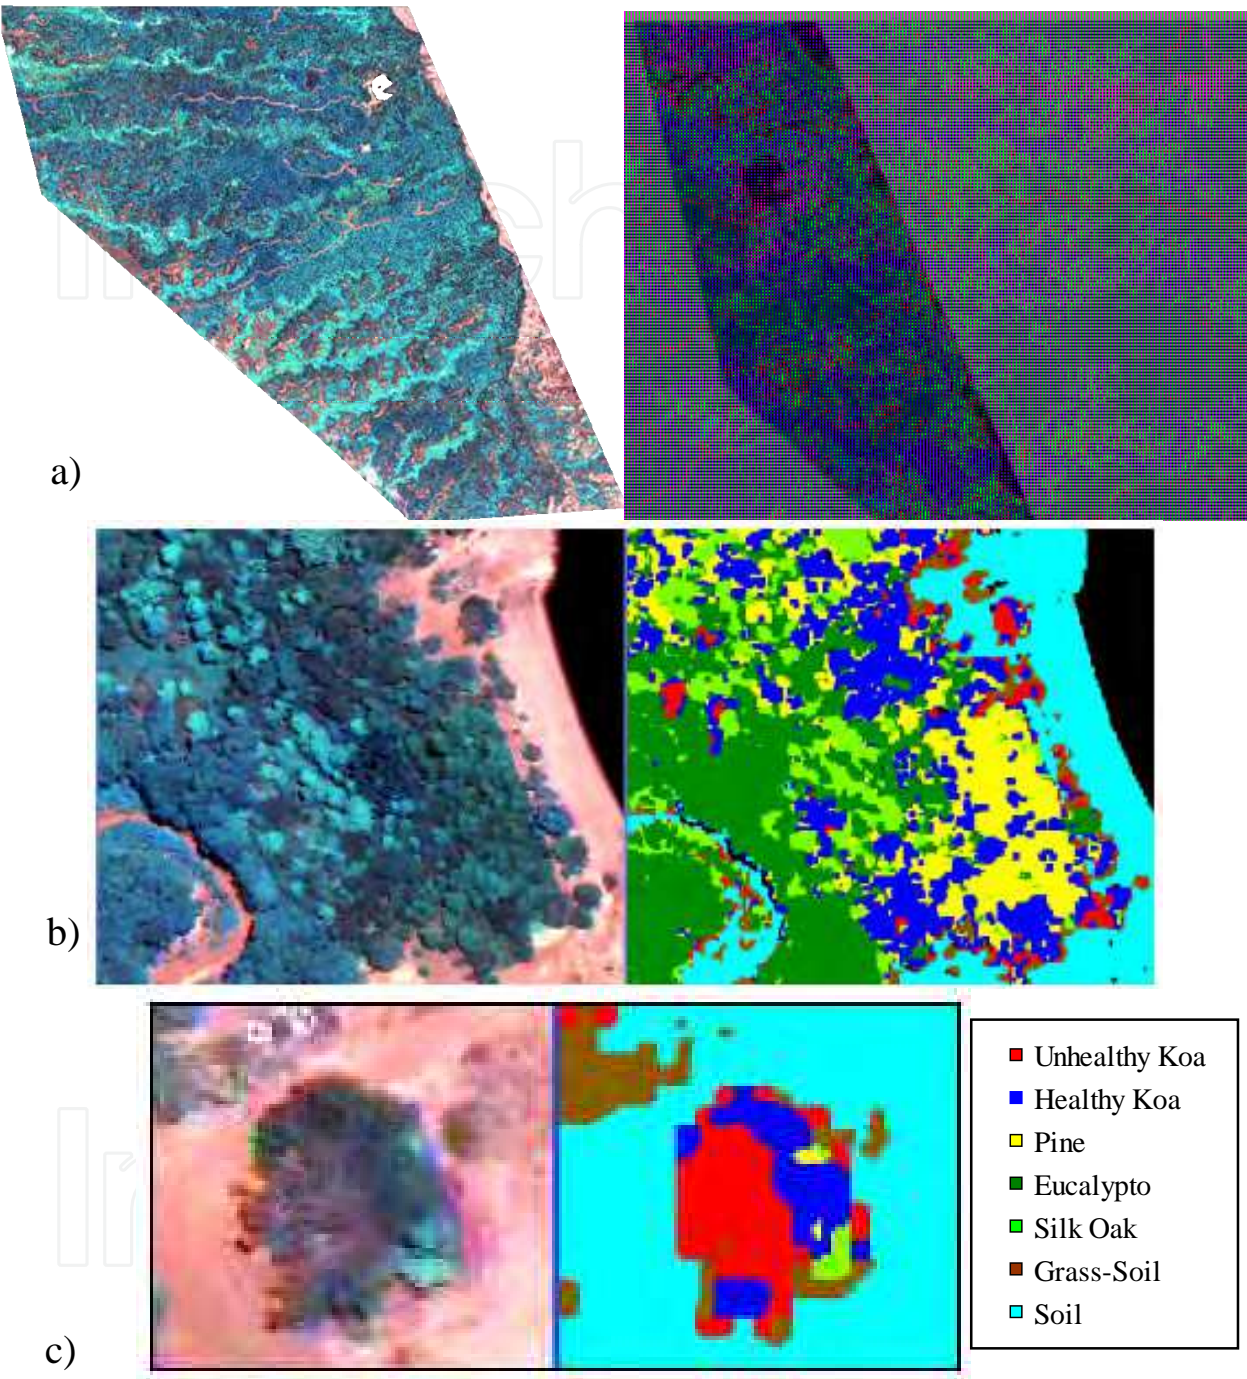 a)
b)
Unhealthy Koa
Healthy Koa
Pine
Eucalypto
Silk Oak
Grass-Soil
Soil
c)